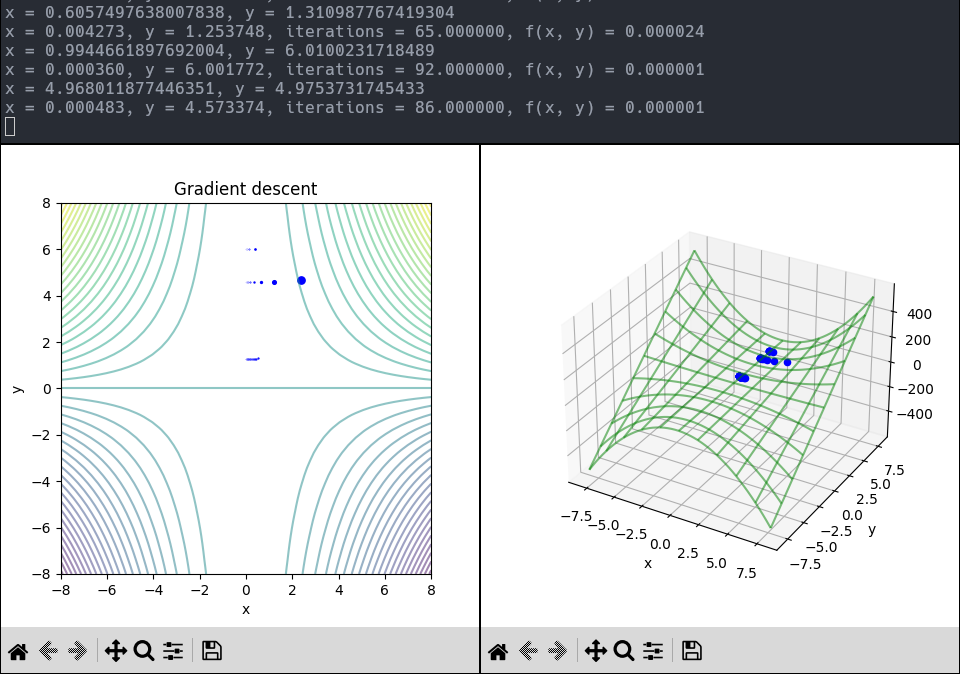 x = 0.6057497638007838, y = 1.310987767419304
x = 0.004273, y = 1.253748, iterations = 65.000000, f(x, y) = 0.000024
x = 0.9944661897692004, y = 6.0100231718489
x = 0.000360, y = 6.001772, iterations = 92.000000, f(x, y) = 0.000001
x = 4.968011877446351, y = 4.9753731745433
x = 0.000483, y = 4.573374, iterations = 86.000000, f(x, y) = 0.000001
Gradient descent
8
6
4
2
0
−2
−4
−6
−8
y
−8 −6 −4 −2 0 2 4 6 8
x
400
200
0
−200
−400
7.5
5.0
2.5
0.0
−2.5
−5.0
−7.5
y
−7.5 −5.0 −2.5 0.0 2.5 5.0 7.5
x